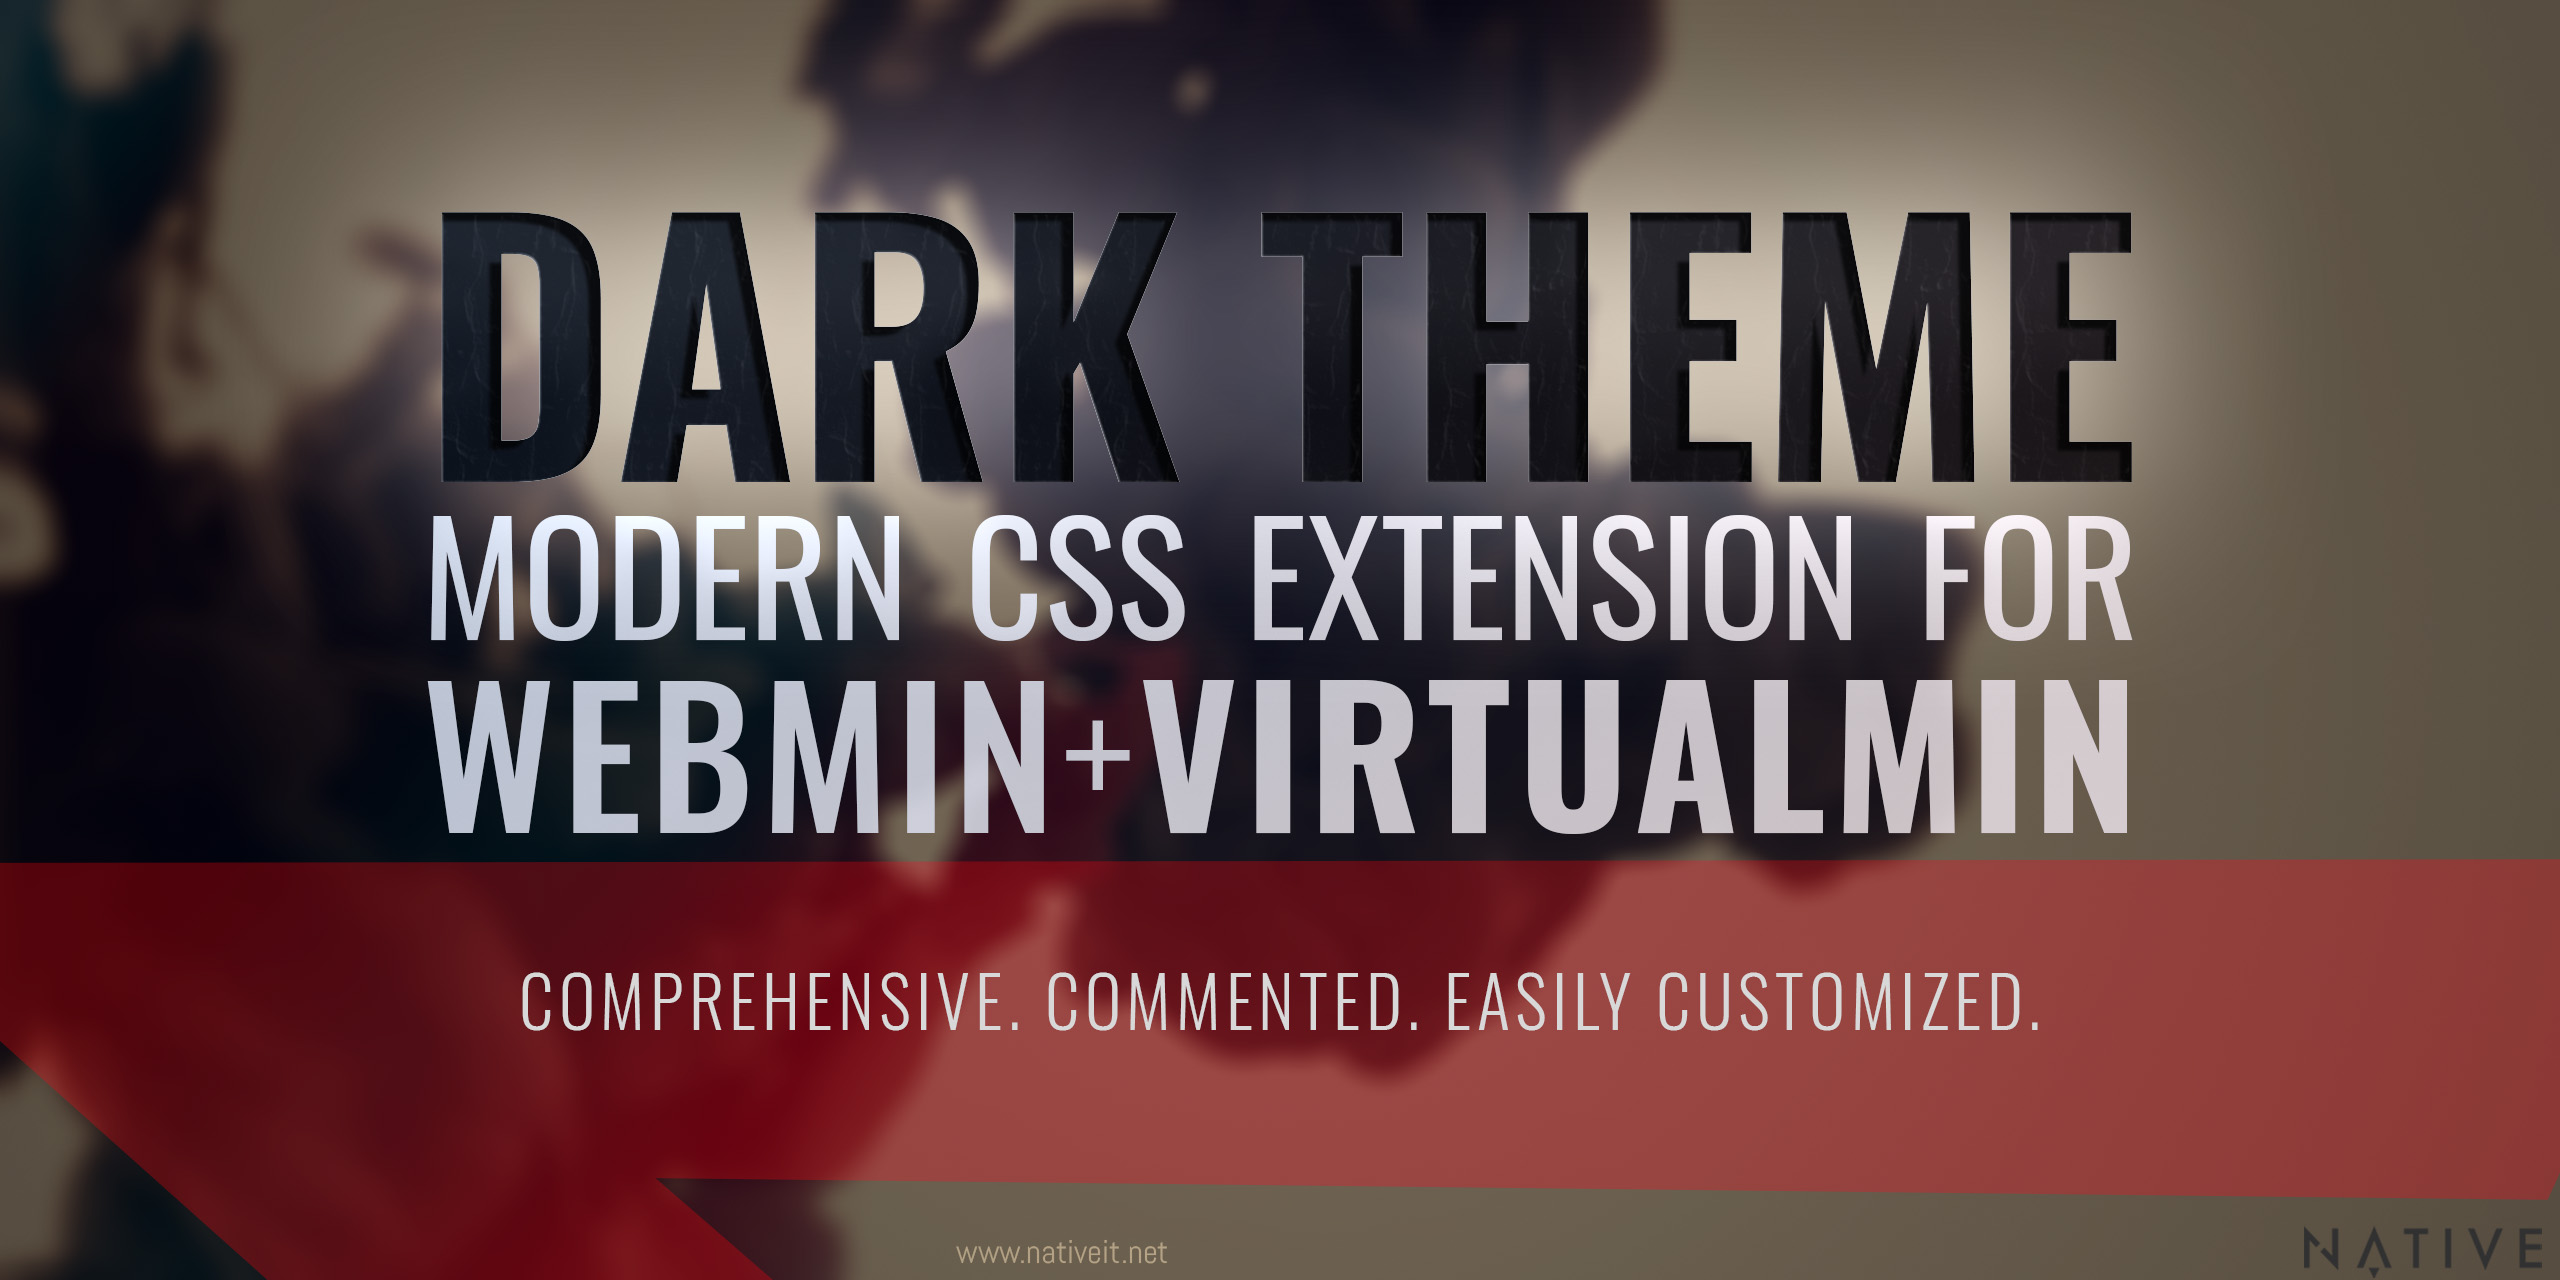 DARK THEME
MODERN CSS EXTENSION FOR
WEBMIN+VIRTUALMIN
COMPREHENSIVE. COMMENTED. EASILY CUSTOMIZED.
www.nativeit.net
NATIVE